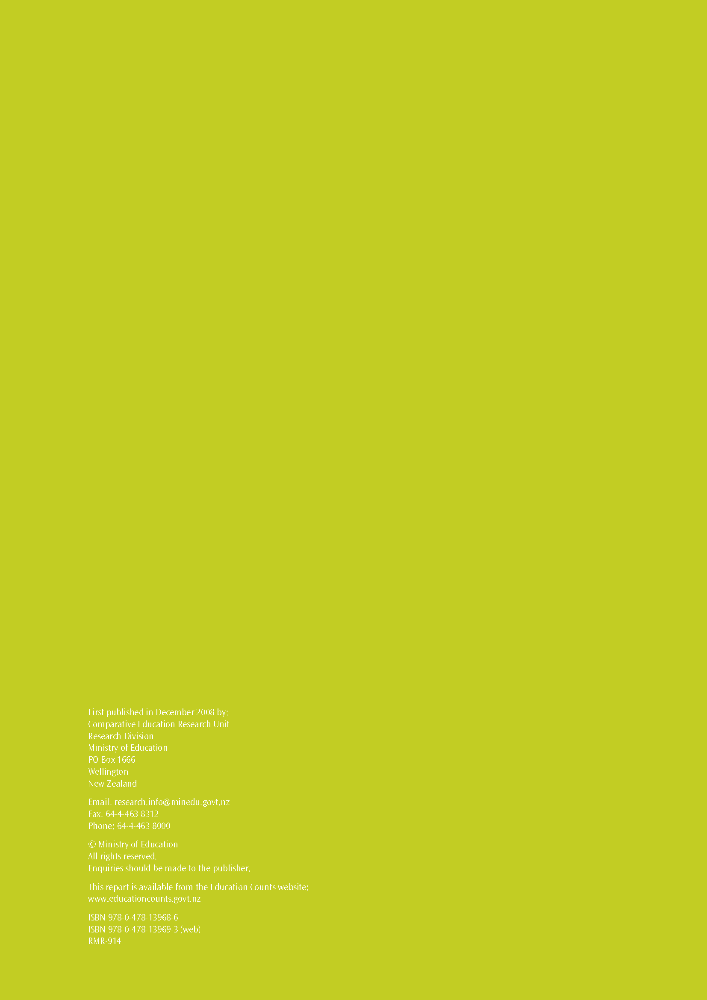 First published in December 2008 by:
Comparative Education Research Unit
Research Division
Ministry of Education
PO Box 1666
Wellington
New Zealand
Email: research.info@minedu.govt.nz
Fax: 64-4-463 8312
Phone: 64-4-463 8000
© Ministry of Education
All rights reserved.
Enquiries should be made to the publisher.
This report is available from the Education Counts website:
www.educationcounts.govt.nz
ISBN 978-0-478-13968-6
ISBN 978-0-478-13969-3 (web)
RMR-914